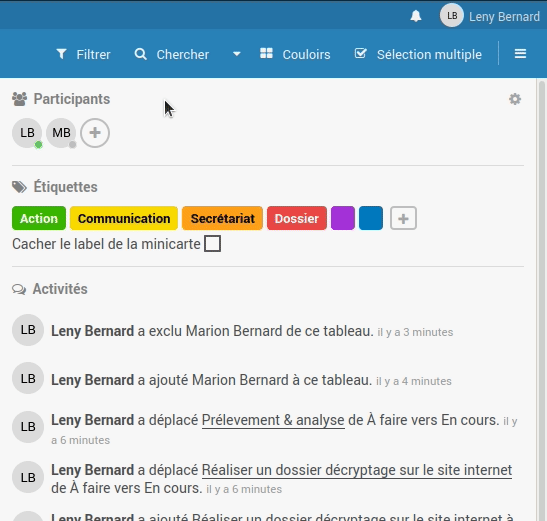 LB Leny Bernard
Filtrer Chercher Couloirs Sélection multiple
Participants
LB MB
Étiquettes
Action Communication Secrétariat Dossier
Cacher le label de la minicarte
Activités
LB Leny Bernard a exclu Marion Bernard de ce tableau. il y a 3 minutes
LB Leny Bernard a ajouté Marion Bernard à ce tableau. il y a 4 minutes
LB Leny Bernard a déplacé Prélevement & analyse de À faire vers En cours. il y
a 6 minutes
LB Leny Bernard a déplacé Réaliser un dossier décryptage sur le site internet
de À faire vers En cours. il y a 6 minutes
LB Leny Bernard a ajouté Réaliser un dossier décryptage sur le site internet à